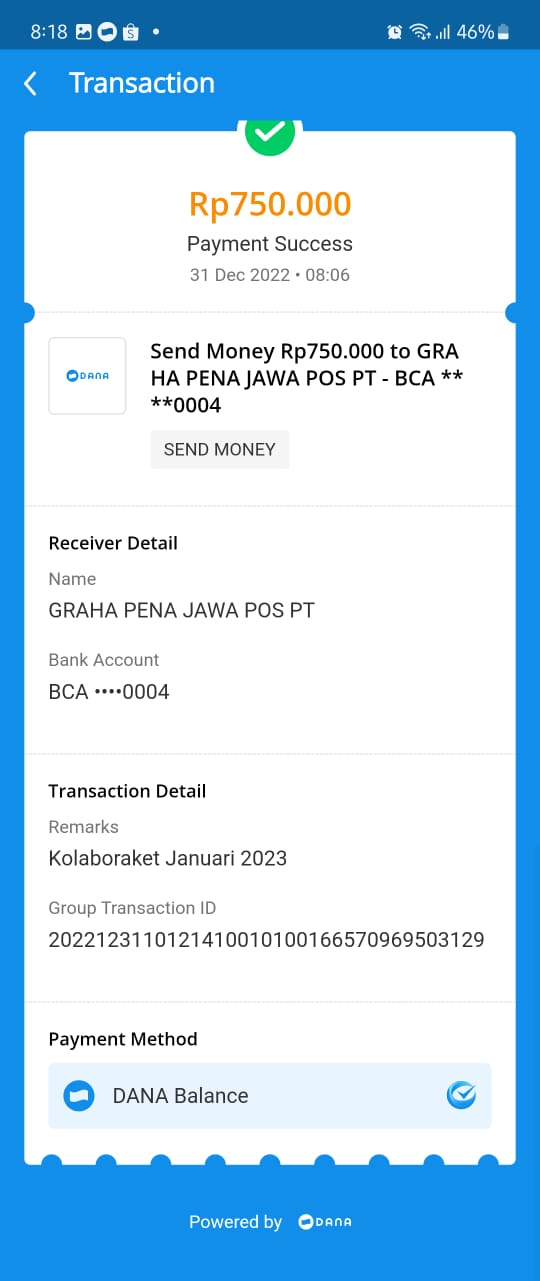 8:18
46%
Transaction
Rp750.000
Payment Success
31 Dec 2022 • 08:06
DANA
Send Money Rp750.000 to GRA
HA PENA JAWA POS PT - BCA **
**0004
SEND MONEY
Receiver Detail
Name
GRAHA PENA JAWA POS PT
Bank Account
BCA ••••0004
Transaction Detail
Remarks
Kolaboraket Januari 2023
Group Transaction ID
2022123110121410010100166570969503129
Payment Method
DANA Balance
Powered by DANA